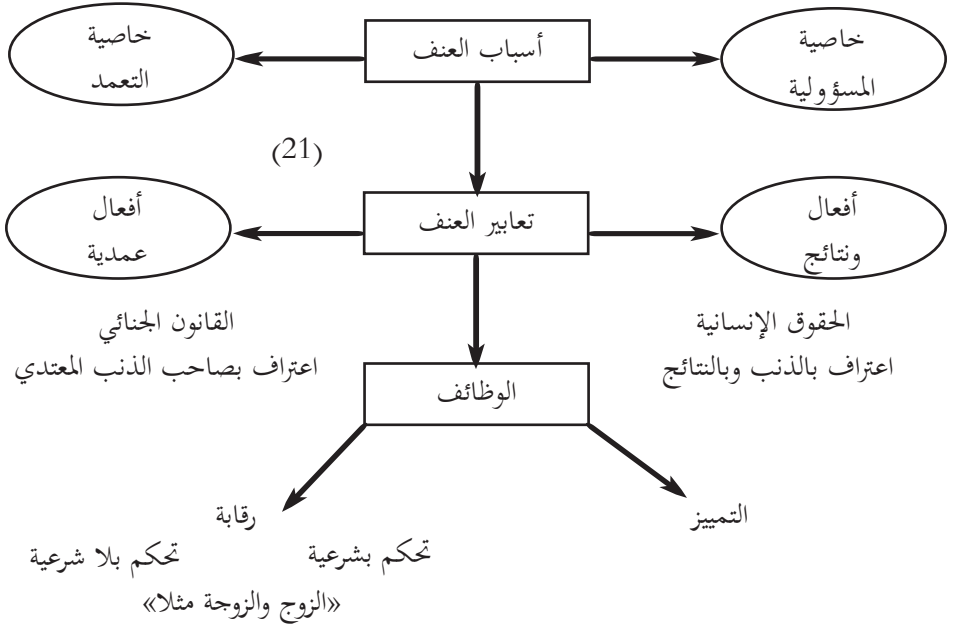 خاصية
المسؤولية
أسباب العنف
خاصية
التعمد
(21)
أفعال
ونتائج
تعابير العنف
أفعال
عمدية
الحقوق الإنسانية
اعتراف بالذنب وبالنتائج
القانون الجنائي
اعتراف بصاحب الذنب المعتدي
الوظائف
التمييز
رقابة
تحكم بشرعية
تحكم بلا شرعية
«الزوج والزوجة مثلا»